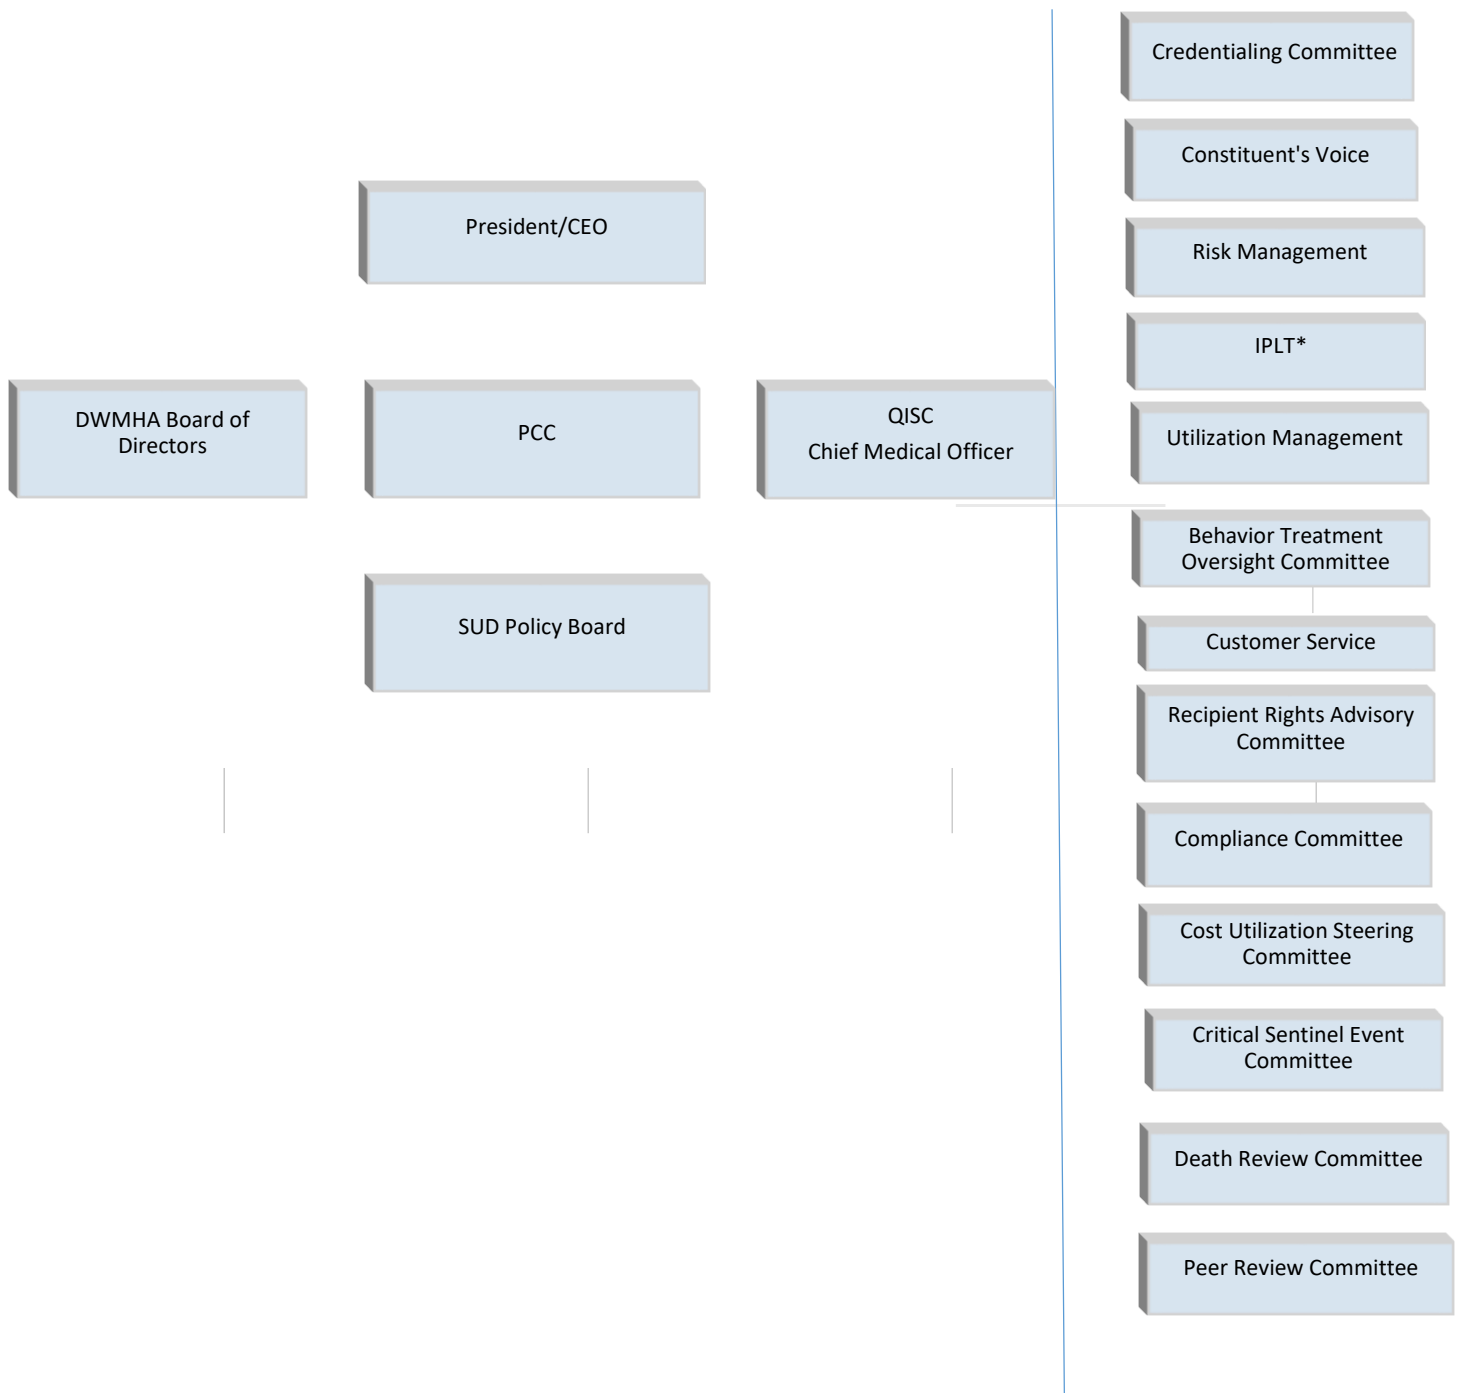 President/CEO
DWMHA Board of
Directors
PCC
QISC
Chief Medical Officer
SUD Policy Board
Credentialing Committee
Constituent's Voice
Risk Management
IPLT*
Utilization Management
Behavior Treatment
Oversight Committee
Customer Service
Recipient Rights Advisory
Committee
Compliance Committee
Cost Utilization Steering
Committee
Critical Sentinel Event
Committee
Death Review Committee
Peer Review Committee